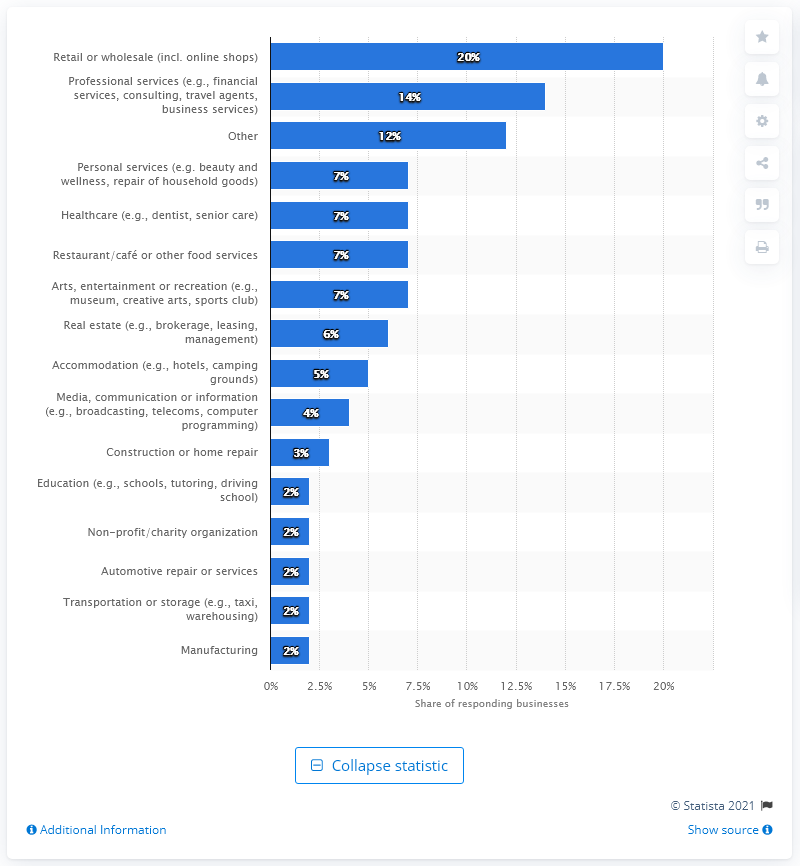 Retail or wholesale (incl. online shops)
20%
Professional services (e.g., financial
services, consulting, travel agents,
business services)
14%
Other
12%
Personal services (e.g. beauty and
wellness, repair of household goods)
7%
Healthcare (e.g., dentist, senior care)
7%
Restaurant/café or other food services
7%
Arts, entertainment or recreation (e.g.,
museum, creative arts, sports club)
7%
Real estate (e.g., brokerage, leasing,
management)
6%
Accommodation (e.g., hotels, camping
grounds)
5%
Media, communication or information
(e.g., broadcasting, telecoms, computer
programming)
4%
Construction or home repair
3%
Education (e.g., schools, tutoring, driving
school)
2%
Non-profit/charity organization
2%
Automotive repair or services
2%
Transportation or storage (e.g., taxi,
warehousing)
2%
Manufacturing
2%
0% 2.5% 5% 7.5% 10% 12.5% 15% 17.5% 20%
Share of responding businesses
Collapse statistic
© Statista 2021
Additional Information
Show source